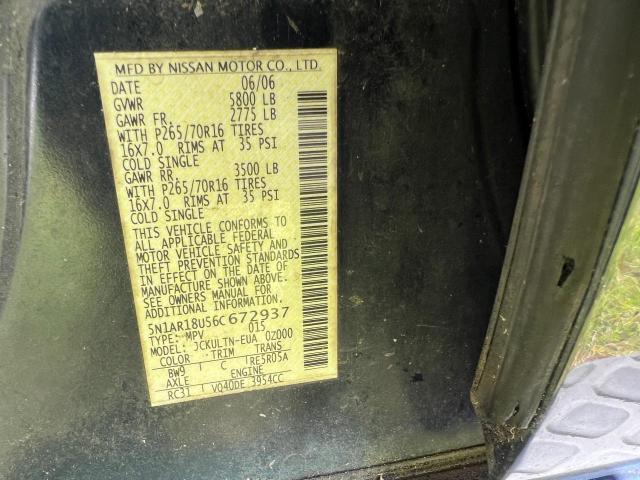 MFD BY NISSAN MOTOR CO., LTD.
DATE 06/06
GVWR 5800 LB
GAWR FR. 2775 LB
WITH P265/70R16 TIRES
16X7.0 RIMS AT 35 PSI
COLD SINGLE
GAWR RR. 3500 LB
WITH P265/70R16 TIRES
16X7.0 RIMS AT 35 PSI
COLD SINGLE
THIS VEHICLE CONFORMS TO
ALL APPLICABLE FEDERAL
MOTOR VEHICLE SAFETY AND
THEFT PREVENTION STANDARDS
IN EFFECT ON THE DATE OF
MANUFACTURE SHOWN ABOVE.
SEE OWNERS MANUAL FOR
ADDITIONAL INFORMATION.
5N1AR18US6C672937
TYPE: MPV 015
MODEL: JCKULTN-EUA 0Z000
COLOR TRIM TRANS
BW9 C RE5R05A
AXLE ENGINE
RC31 VQ40DE 3954CC